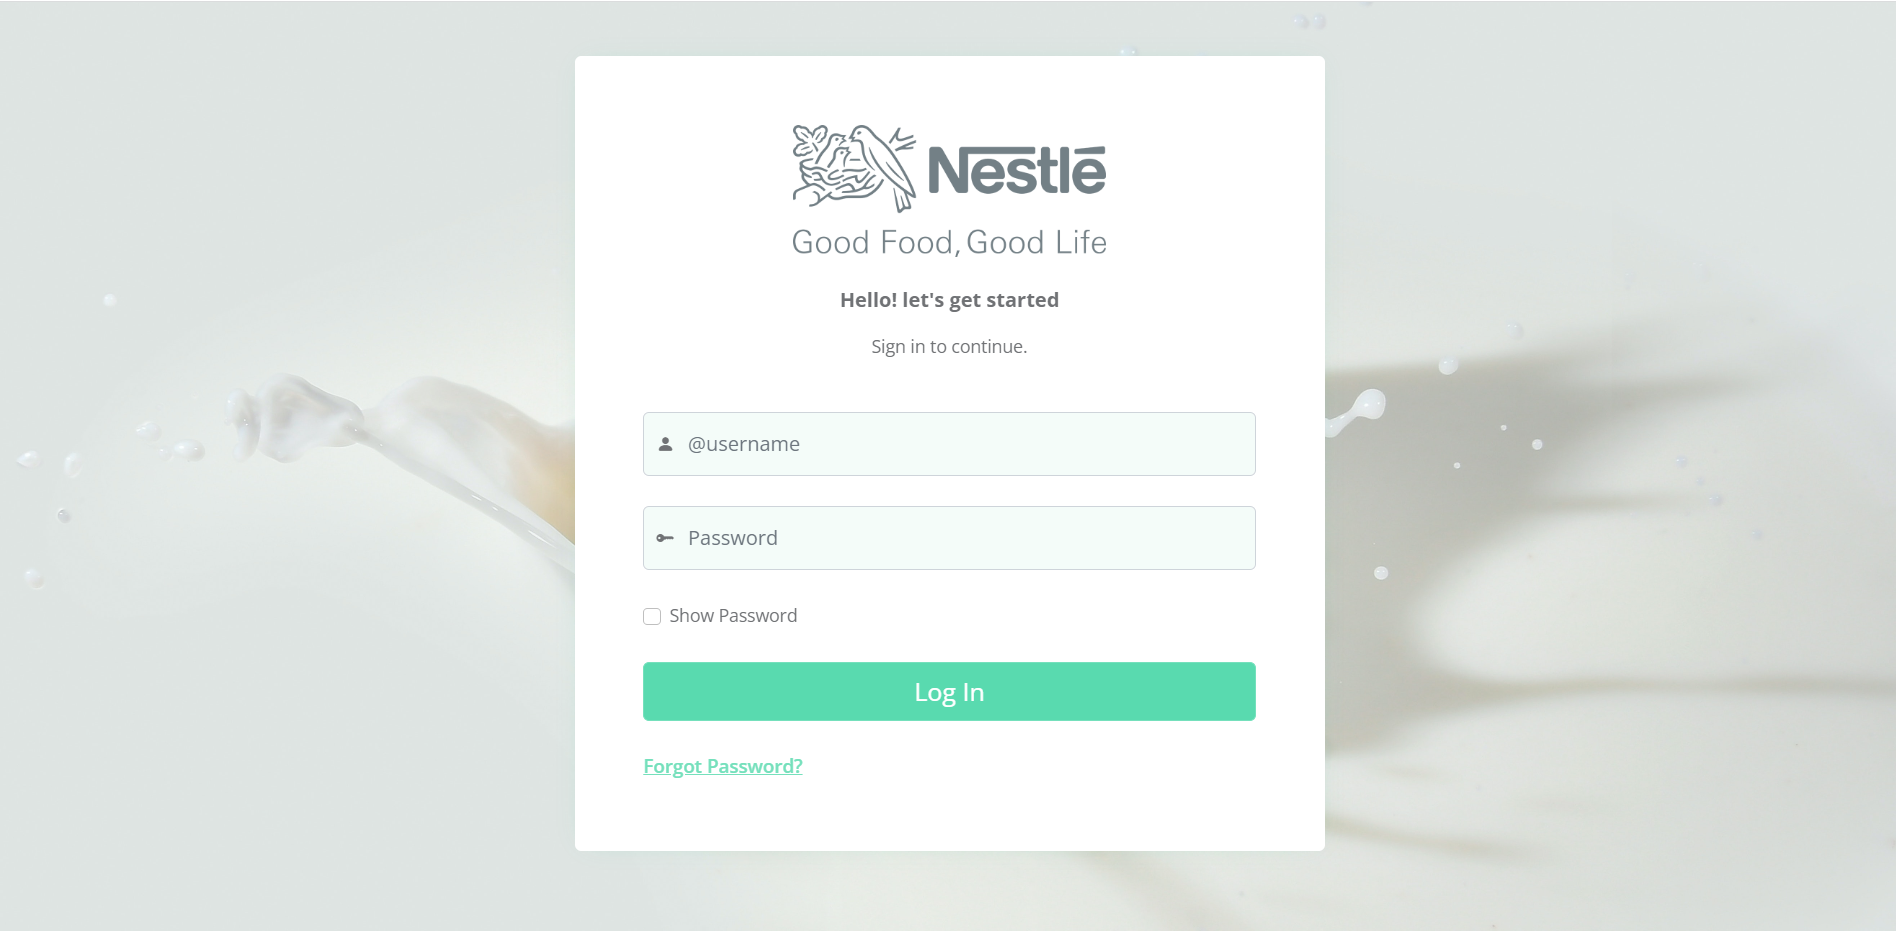 Nestlé
Good Food, Good Life
Hello! let's get started
Sign in to continue.
@username
Password
Show Password
Log In
Forgot Password?